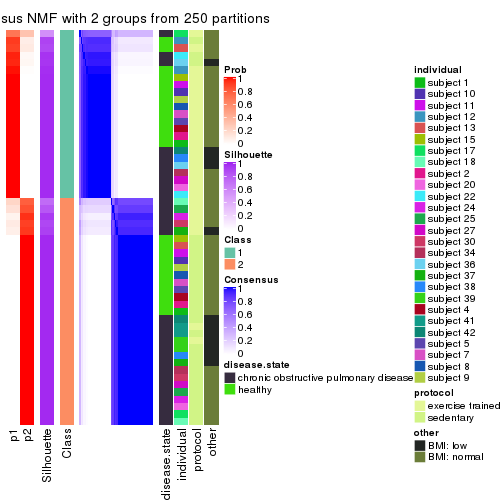 sus NMF with 2 groups from 250 partitions
Prob
1
0.8
0.6
0.4
0.2
0
Silhouette
1
0.8
0.6
0.4
0.2
0
Class
1
2
Consensus
1
0.8
0.6
0.4
0.2
0
disease.state
chronic obstructive pulmonary disease
healthy
individual
subject 1
subject 10
subject 11
subject 12
subject 13
subject 15
subject 17
subject 18
subject 2
subject 20
subject 22
subject 24
subject 25
subject 27
subject 30
subject 34
subject 36
subject 37
subject 38
subject 39
subject 4
subject 41
subject 42
subject 5
subject 7
subject 8
subject 9
protocol
exercise trained
sedentary
other
BMI: low
BMI: normal
p1
p2
Silhouette
Class
disease.state
individual
protocol
other